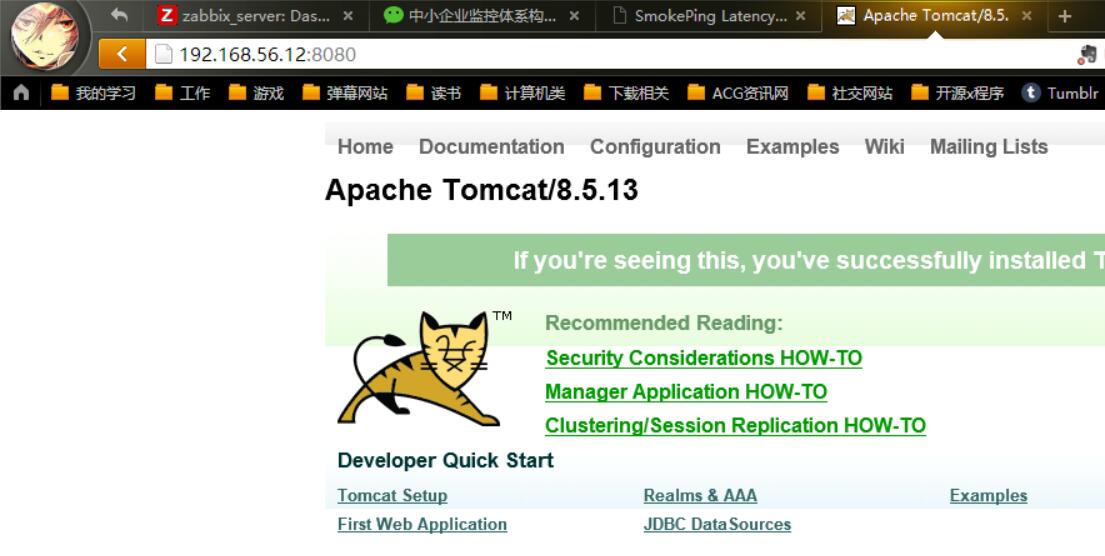 zabbix_server: Das... 中小企业监控体系构... SmokePing Latency... Apache Tomcat/8.5.
192.168.56.12:8080
我的学习 工作 游戏 弹幕网站 读书 计算机类 下载相关 ACG资讯网 社交网站 开源x程序 Tumblr
Home Documentation Configuration Examples Wiki Mailing Lists
Apache Tomcat/8.5.13
If you're seeing this, you've successfully installed T
TM
Recommended Reading:
Security Considerations HOW-TO
Manager Application HOW-TO
Clustering/Session Replication HOW-TO
Developer Quick Start
Tomcat Setup Realms & AAA Examples
First Web Application JDBC DataSources